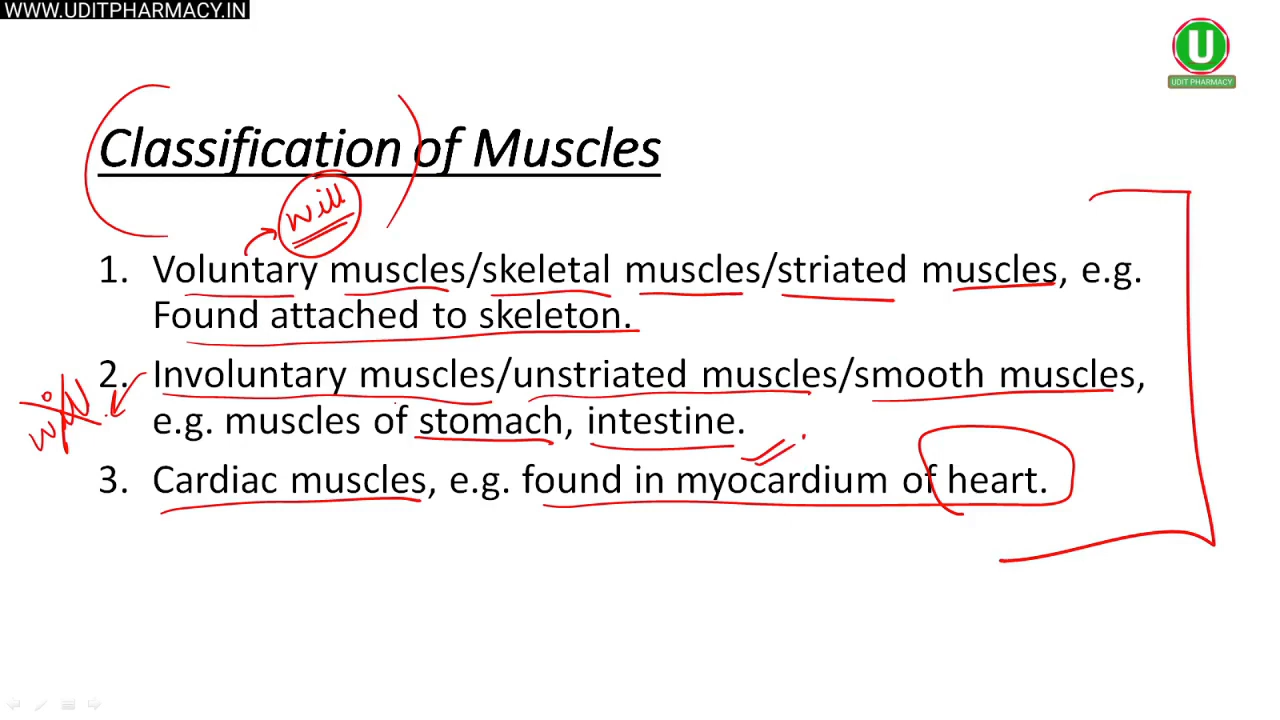 WWW.UDITPHARMACY.IN
U
UDIT PHARMACY
Classification of Muscles
will
1. Voluntary muscles/skeletal muscles/striated muscles, e.g.
Found attached to skeleton.
2. Involuntary muscles/unstriated muscles/smooth muscles,
will
e.g. muscles of stomach, intestine.
3. Cardiac muscles, e.g. found in myocardium of heart.